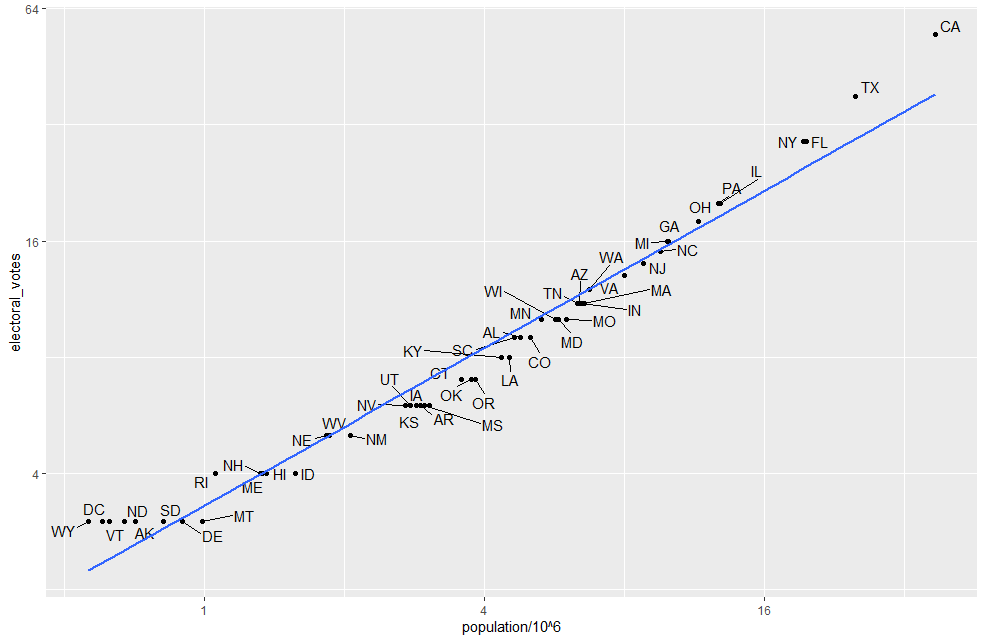 64
CA
TX
NY
FL
IL
PA
OH
GA
16
MI
NC
WA
NJ
AZ
VA
MA
WI
TN
IN
MN
MO
electoral_votes
AL
MD
KY
SC
CO
UT
CT
LA
OK
IA
OR
NV
KS
AR
MS
WV
NE
NM
NH
HI
ID
4
RI
ME
DC
ND
SD
MT
WY
VT
AK
DE
1
4
16
population/10^6